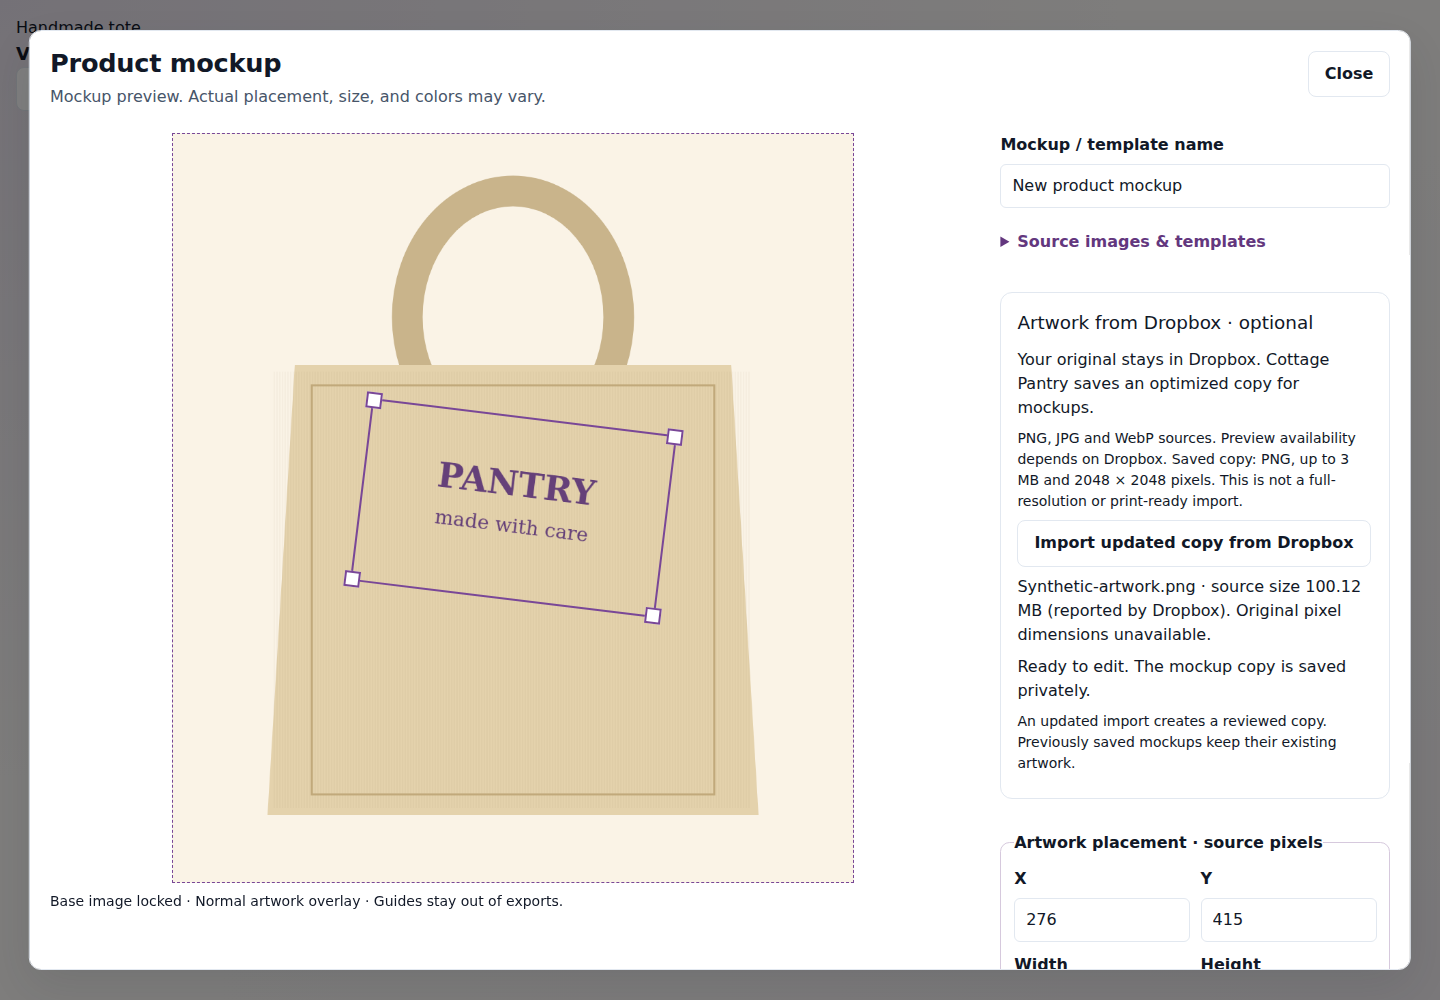 Handmade tote
V
Product mockup
Close
Mockup preview. Actual placement, size, and colors may vary.
Mockup / template name
New product mockup
Source images & templates
Artwork from Dropbox · optional
Your original stays in Dropbox. Cottage
Pantry saves an optimized copy for
mockups.
PNG, JPG and WebP sources. Preview availability
depends on Dropbox. Saved copy: PNG, up to 3
MB and 2048 × 2048 pixels. This is not a full-
resolution or print-ready import.
Import updated copy from Dropbox
Synthetic-artwork.png · source size 100.12
MB (reported by Dropbox). Original pixel
dimensions unavailable.
Ready to edit. The mockup copy is saved
privately.
An updated import creates a reviewed copy.
Previously saved mockups keep their existing
artwork.
PANTRY
made with care
Base image locked · Normal artwork overlay · Guides stay out of exports.
Artwork placement · source pixels
X
Y
276
415
Width
Height